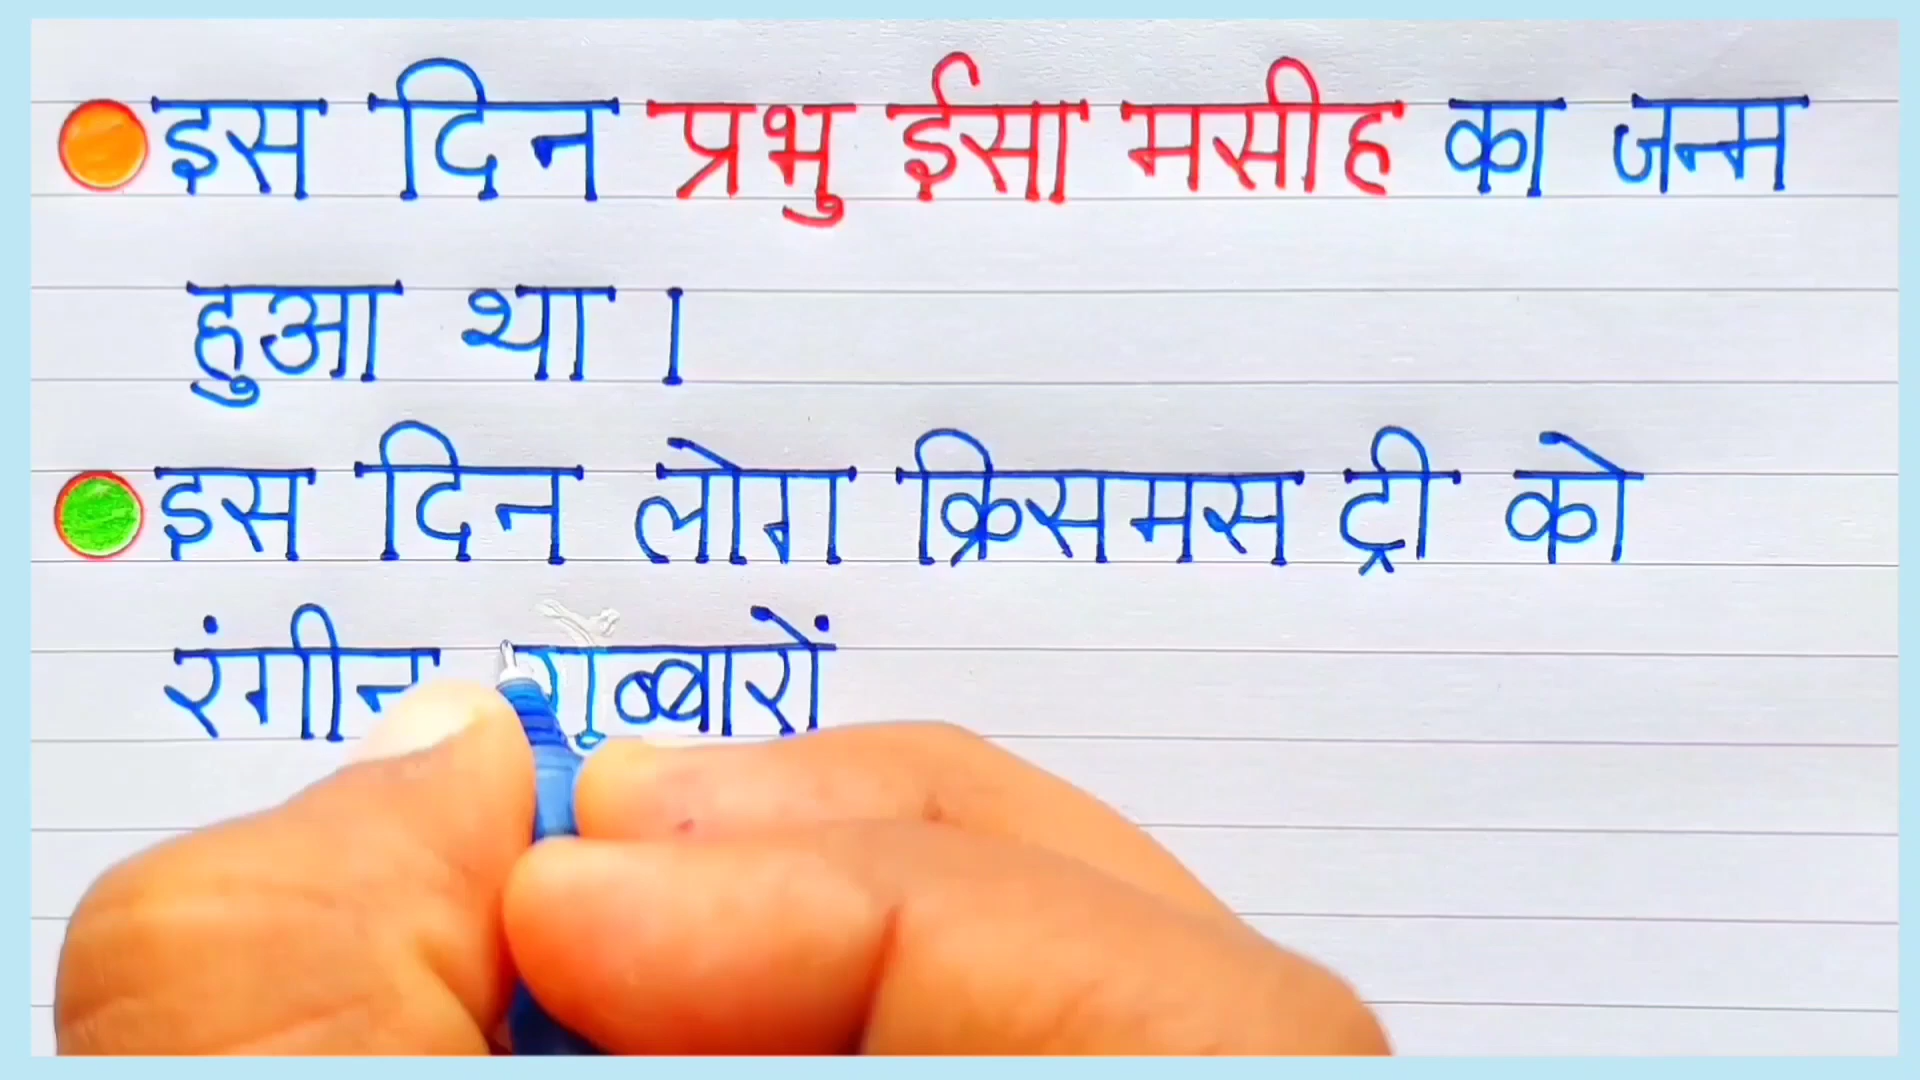 इस दिन प्रभु ईसा मसीह का जन्म
हुआ था ।
इस दिन लोग क्रिसमस ट्री को
रंगीन गुब्बारों